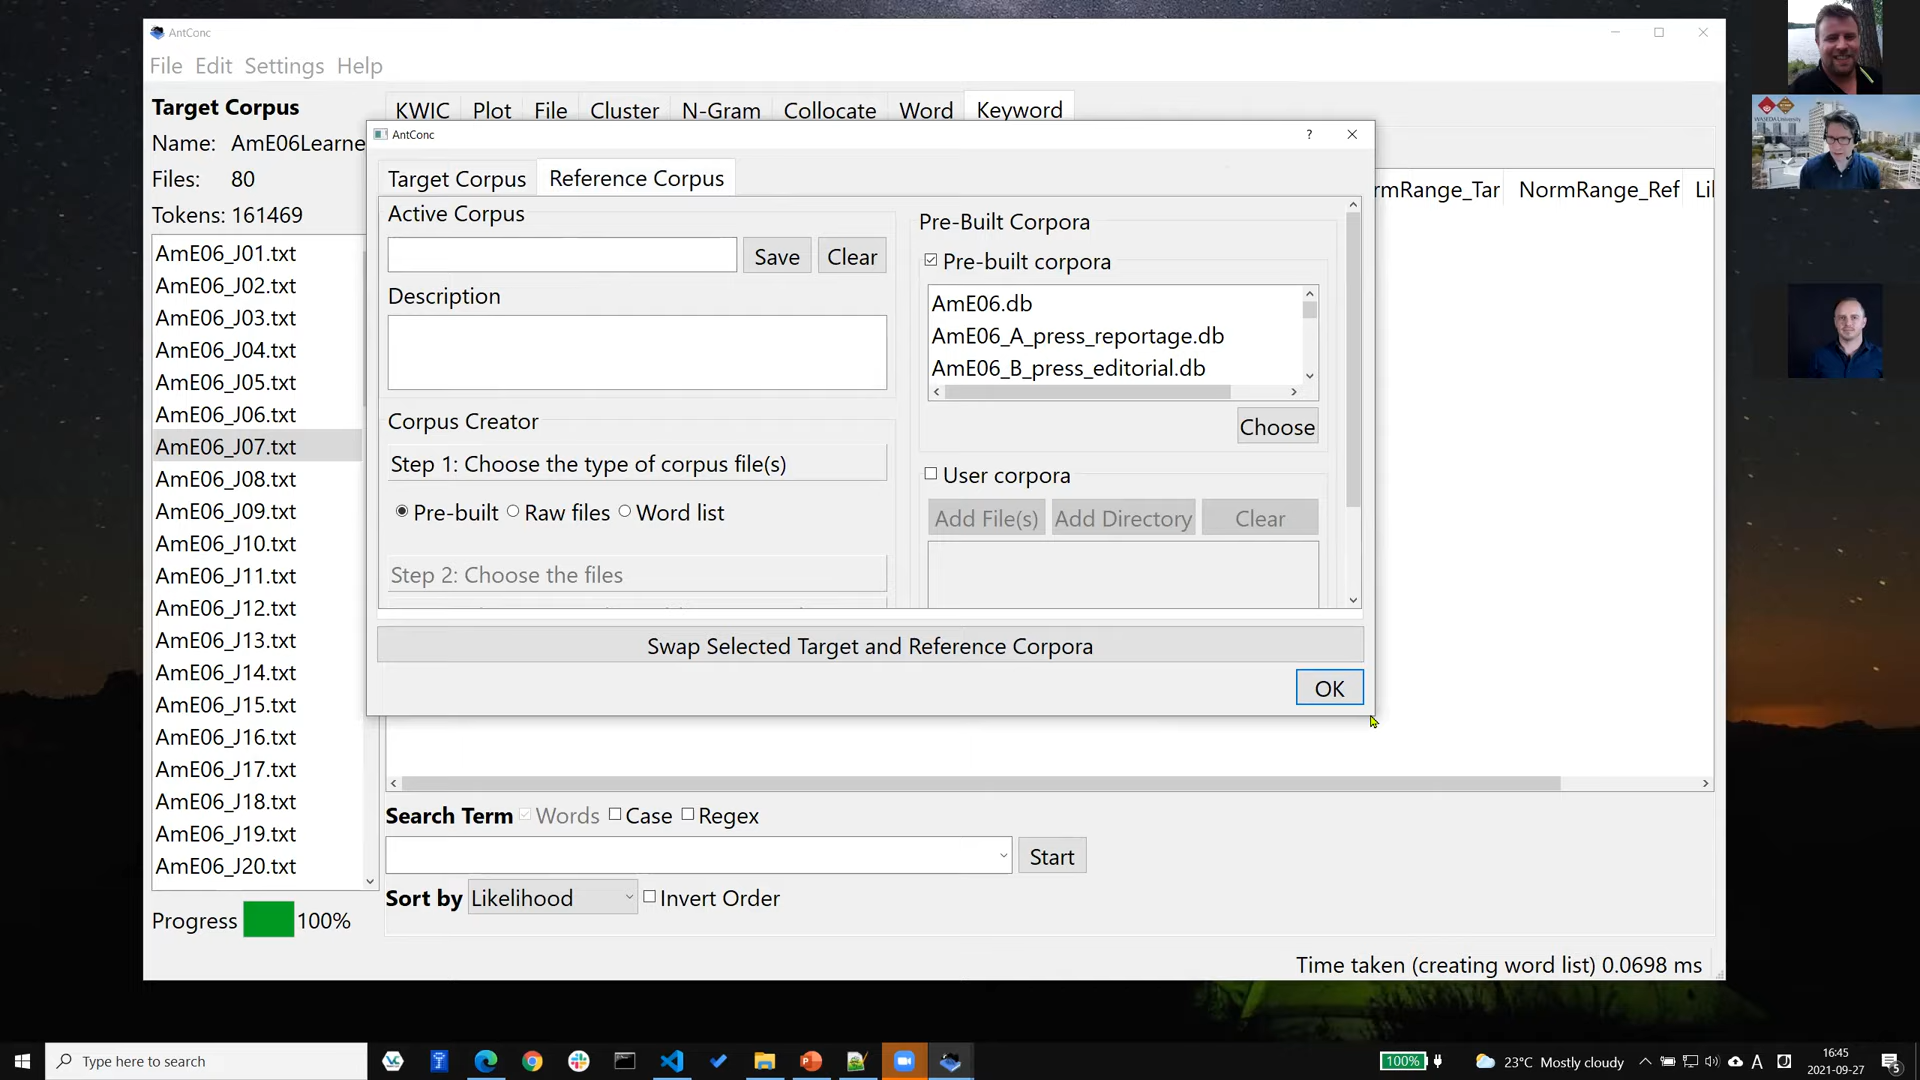 AntConc
File Edit Settings Help
Target Corpus
Name: AmE06Learne
Files: 80
Tokens: 161469
AmE06_J01.txt
AmE06_J02.txt
AmE06_J03.txt
AmE06_J04.txt
AmE06_J05.txt
AmE06_J06.txt
AmE06_J07.txt
AmE06_J08.txt
AmE06_J09.txt
AmE06_J10.txt
AmE06_J11.txt
AmE06_J12.txt
AmE06_J13.txt
AmE06_J14.txt
AmE06_J15.txt
AmE06_J16.txt
AmE06_J17.txt
AmE06_J18.txt
AmE06_J19.txt
AmE06_J20.txt
Progress 100%
KWIC Plot File Cluster N-Gram Collocate Word Keyword
rmRange_Tar NormRange_Ref Li
AntConc ?
Target Corpus Reference Corpus
Active Corpus
Save Clear
Description
Corpus Creator
Step 1: Choose the type of corpus file(s)
Pre-built Raw files Word list
Step 2: Choose the files
Pre-Built Corpora
Pre-built corpora
AmE06.db
AmE06_A_press_reportage.db
AmE06_B_press_editorial.db
Choose
User corpora
Add File(s) Add Directory Clear
Swap Selected Target and Reference Corpora
OK
Search Term Words Case Regex
Start
Sort by Likelihood Invert Order
Time taken (creating word list) 0.0698 ms
WASEDA University
Type here to search
100% 23°C Mostly cloudy A 16:45
2021-09-27
5